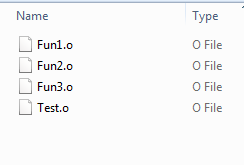 Name Type
Fun1.o O File
Fun2.o O File
Fun3.o O File
Test.o O File